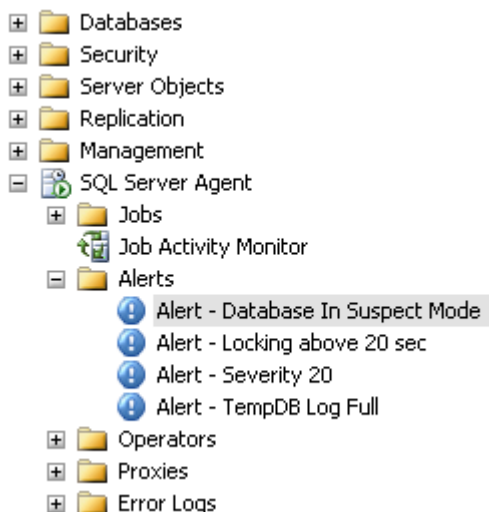 Databases
Security
Server Objects
Replication
Management
SQL Server Agent
Jobs
Job Activity Monitor
Alerts
Alert - Database In Suspect Mode
Alert - Locking above 20 sec
Alert - Severity 20
Alert - TempDB Log Full
Operators
Proxies
Error Logs